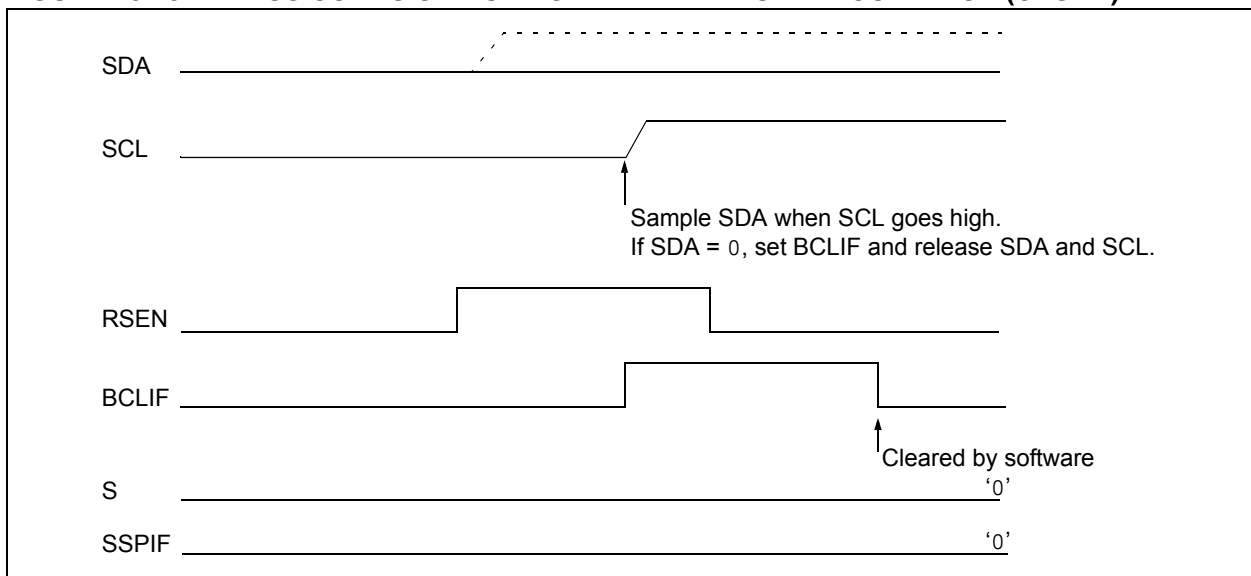 SDA
SCL
Sample SDA when SCL goes high.
If SDA = 0, set BCLIF and release SDA and SCL.
RSEN
BCLIF
Cleared by software
S
‘0’
SSPIF
‘0’